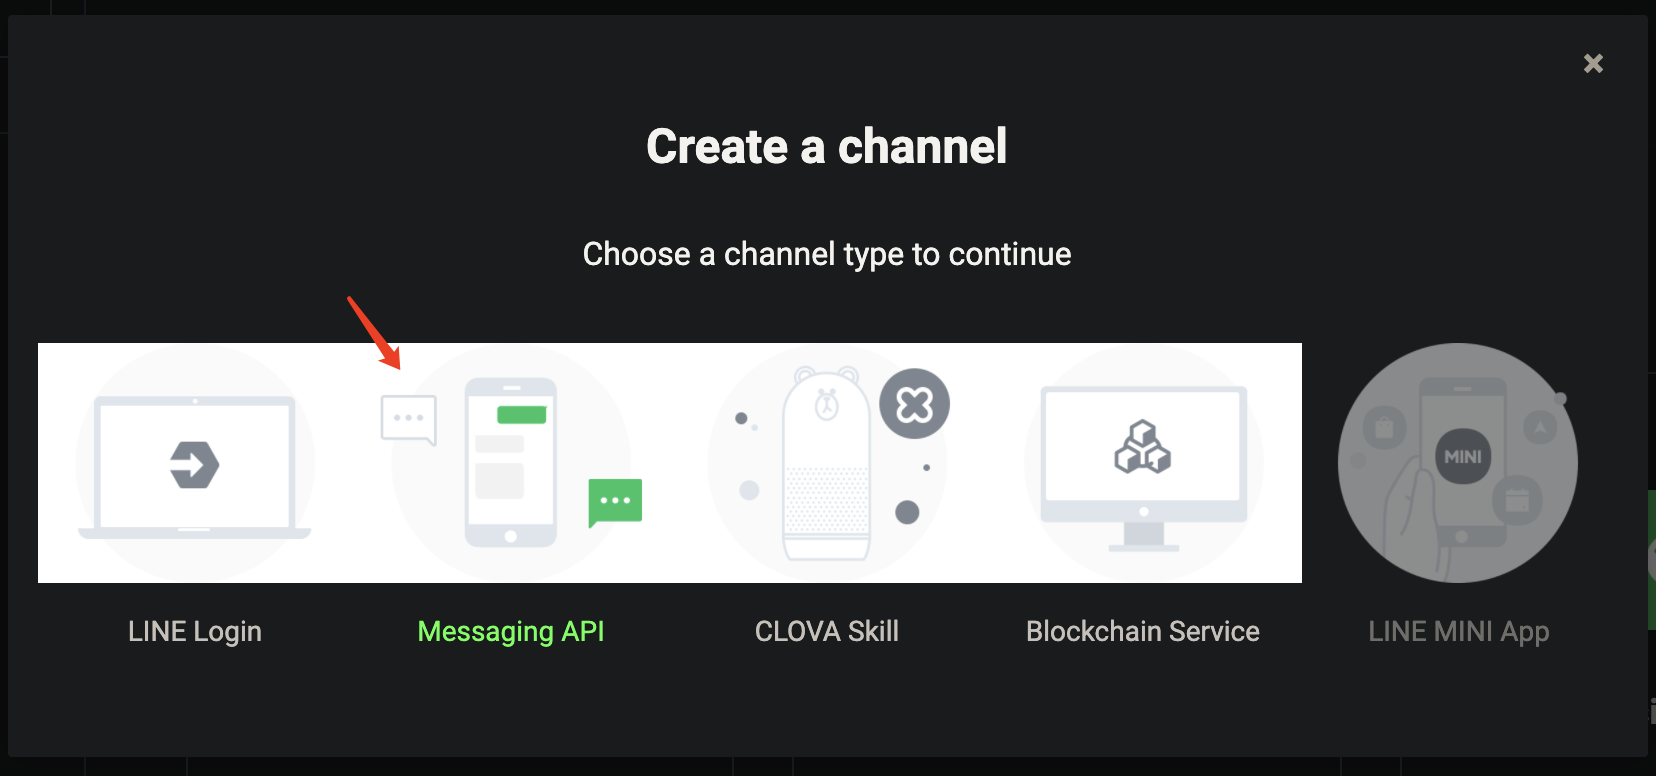 Create a channel
Choose a channel type to continue
MINI
LINE Login
Messaging API
CLOVA Skill
Blockchain Service
LINE MINI App